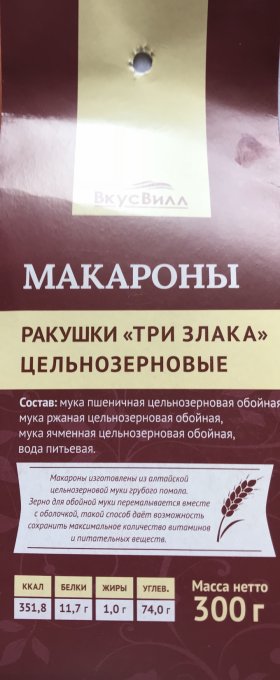 ВкусВилл
МАКАРОНЫ
РАКУШКИ «ТРИ ЗЛАКА»
ЦЕЛЬНОЗЕРНОВЫЕ
Состав: мука пшеничная цельнозерновая обойная,
мука ржаная цельнозерновая обойная,
мука ячменная цельнозерновая обойная,
вода питьевая.
Макароны изготовлены из алтайской
цельнозерновой муки грубого помола.
Зерно для обойной муки перемалывается вместе
с оболочкой, такой способ даёт возможность
сохранить максимальное количество витаминов
и питательных веществ.
ККАЛ БЕЛКИ ЖИРЫ УГЛЕВ.
351,8 11,7 г 1,0 г 74,0 г
Масса нетто
300 г